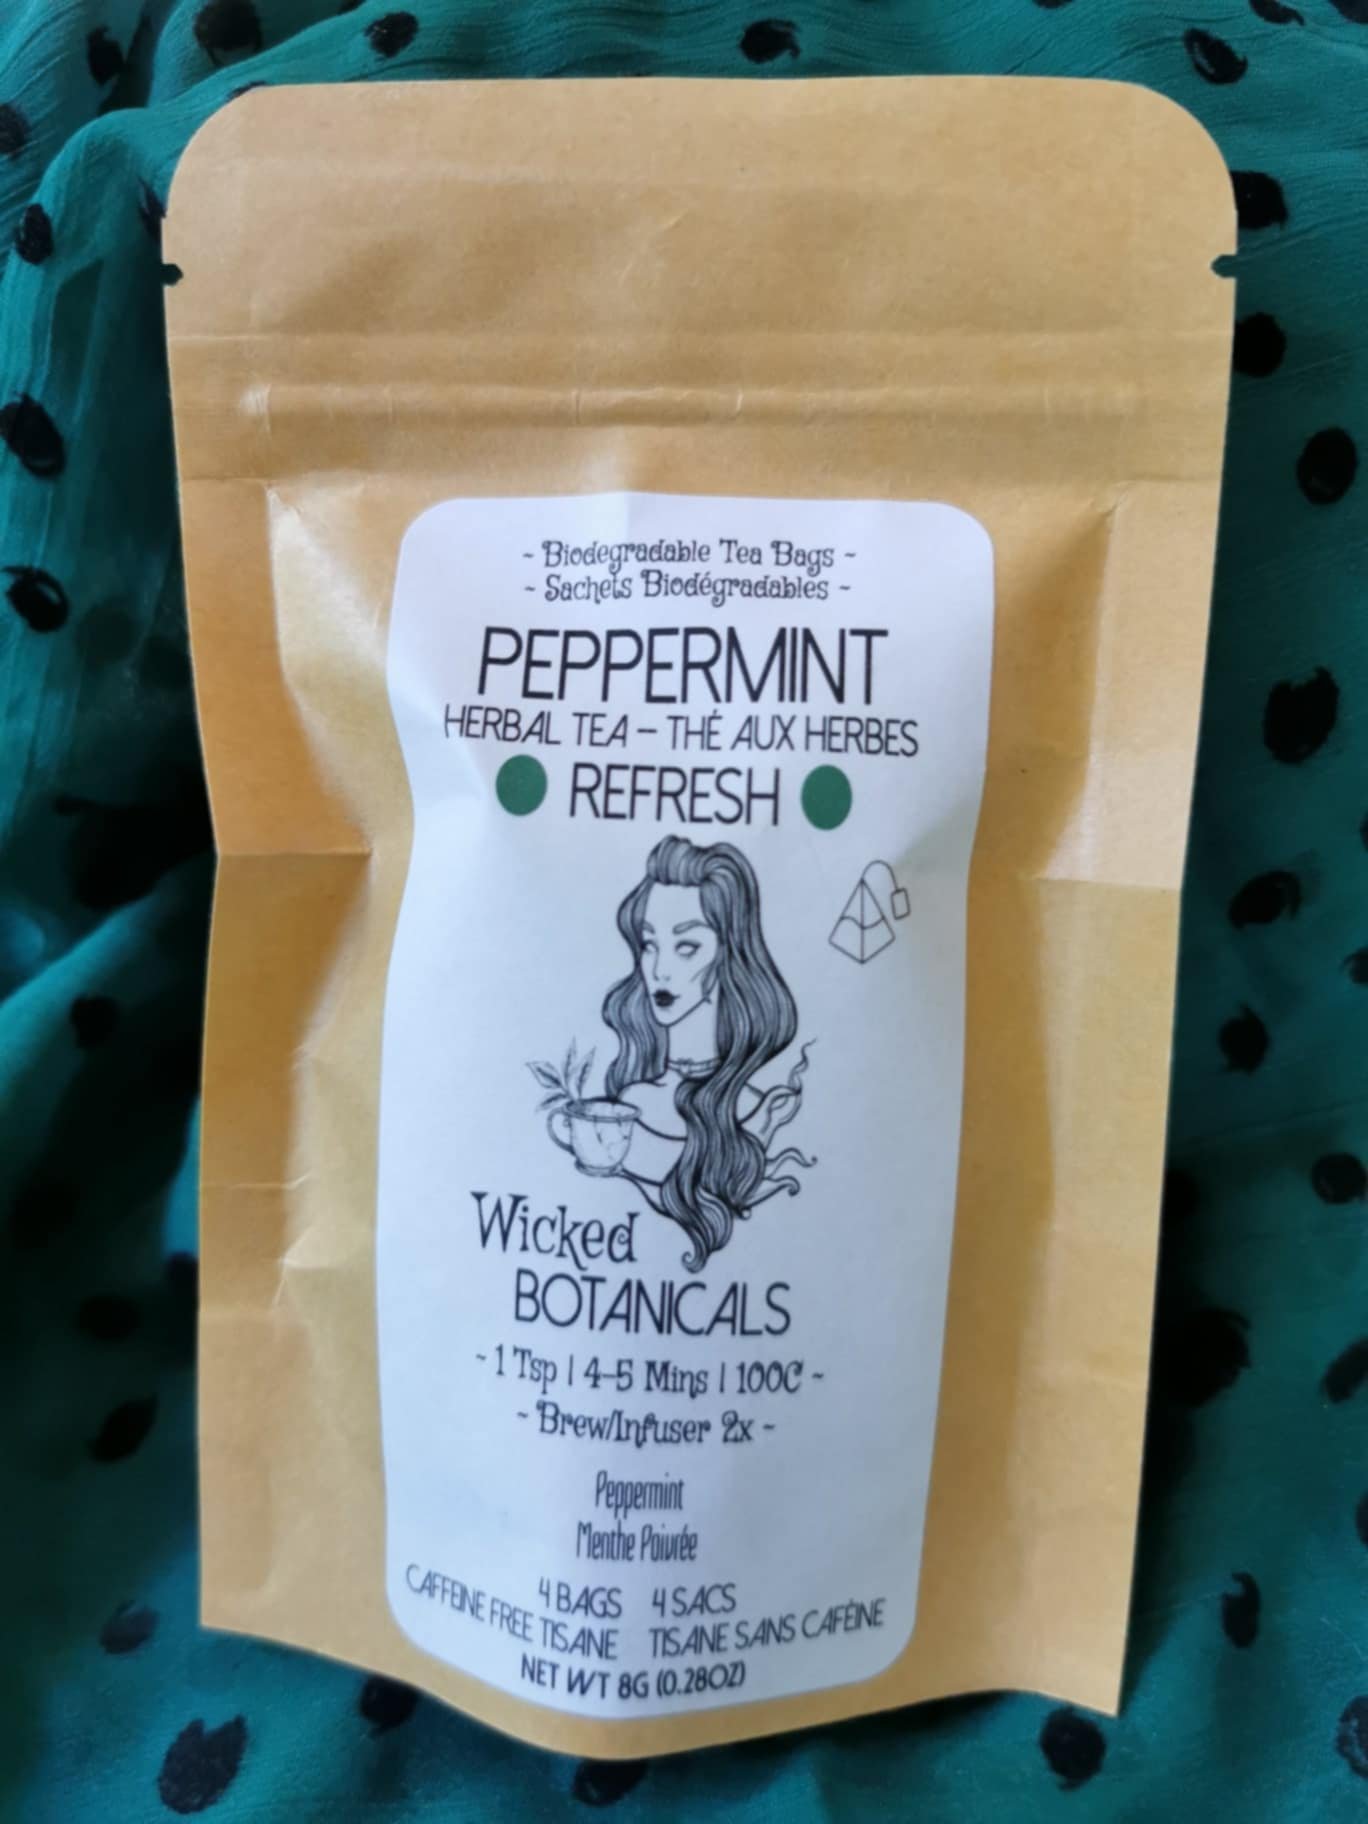 ~ Biodegradable Tea Bags ~
~ Sachets Biodégradables ~
PEPPERMINT
HERBAL TEA – THÉ AUX HERBES
REFRESH
Wicked
BOTANICALS
~ 1 Tsp | 4-5 Mins | 100C ~
~ Brew/Infuser 2x ~
Peppermint
Menthe Poivrée
4 BAGS 4 SACS
CAFFEINE FREE TISANE TISANE SANS CAFÉINE
NET WT 8G (0.28OZ)